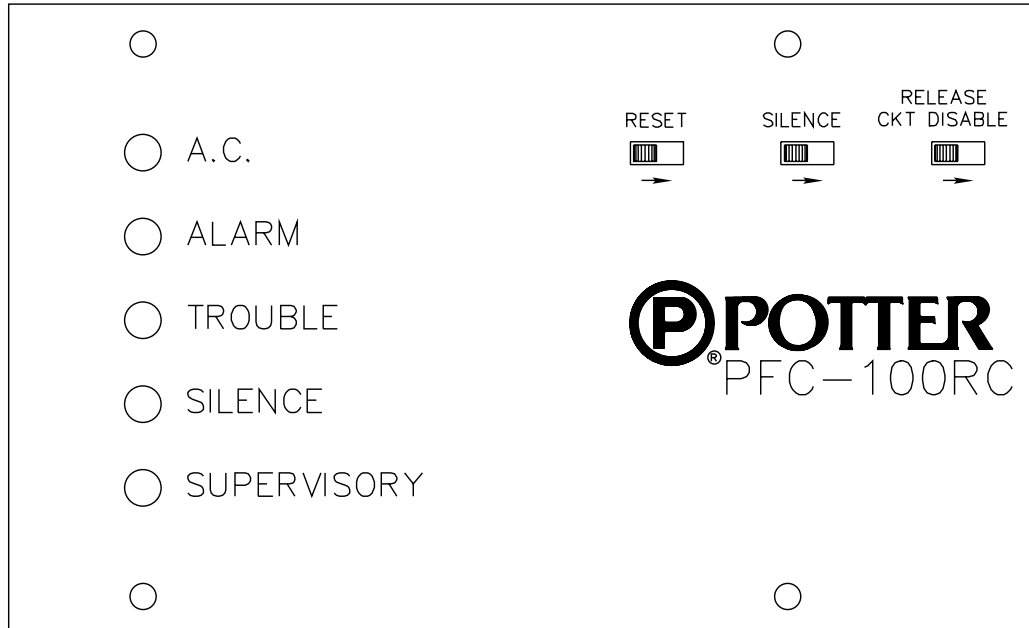 A.C.
ALARM
TROUBLE
SILENCE
SUPERVISORY
RESET
SILENCE
RELEASE
CKT DISABLE
P POTTER
®
PFC-100RC